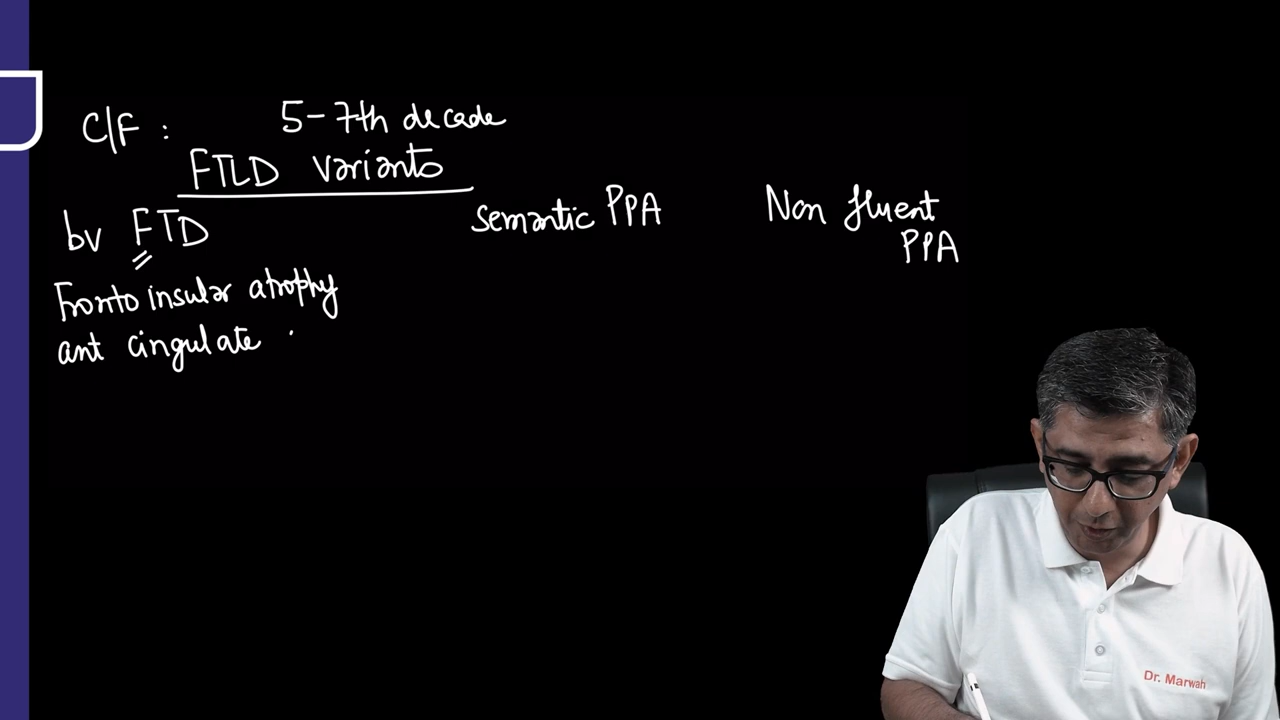 C/F : 5-7th decade
FTLD variants
bv FTD
Semantic PPA
Non fluent
PPA
Fronto insular atrophy
ant cingulate
Dr. Marwah